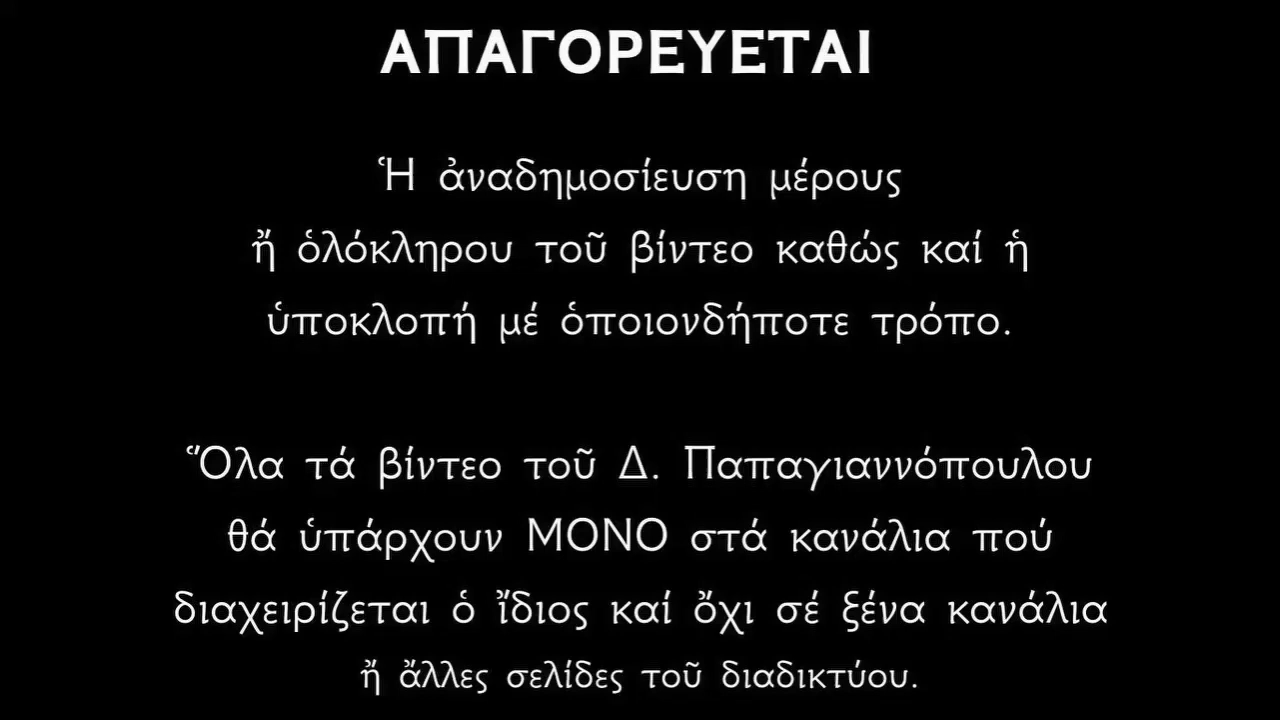 ΑΠΑΓΟΡΕΥΕΤΑΙ
Ἡ ἀναδημοσίευση μέρους
ἤ ὁλόκληρου τοῦ βίντεο καθώς καί ἡ
ὑποκλοπή μέ ὁποιονδήποτε τρόπο.
Ὅλα τά βίντεο τοῦ Δ. Παπαγιαννόπουλου
θά ὑπάρχουν ΜΟΝΟ στά κανάλια πού
διαχειρίζεται ὁ ἴδιος καί ὄχι σέ ξένα κανάλια
ἤ ἄλλες σελίδες τοῦ διαδικτύου.